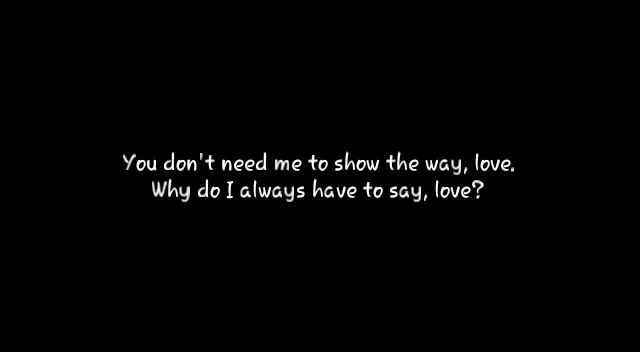 You don't need me to show the way, love.
Why do I always have to say, love?